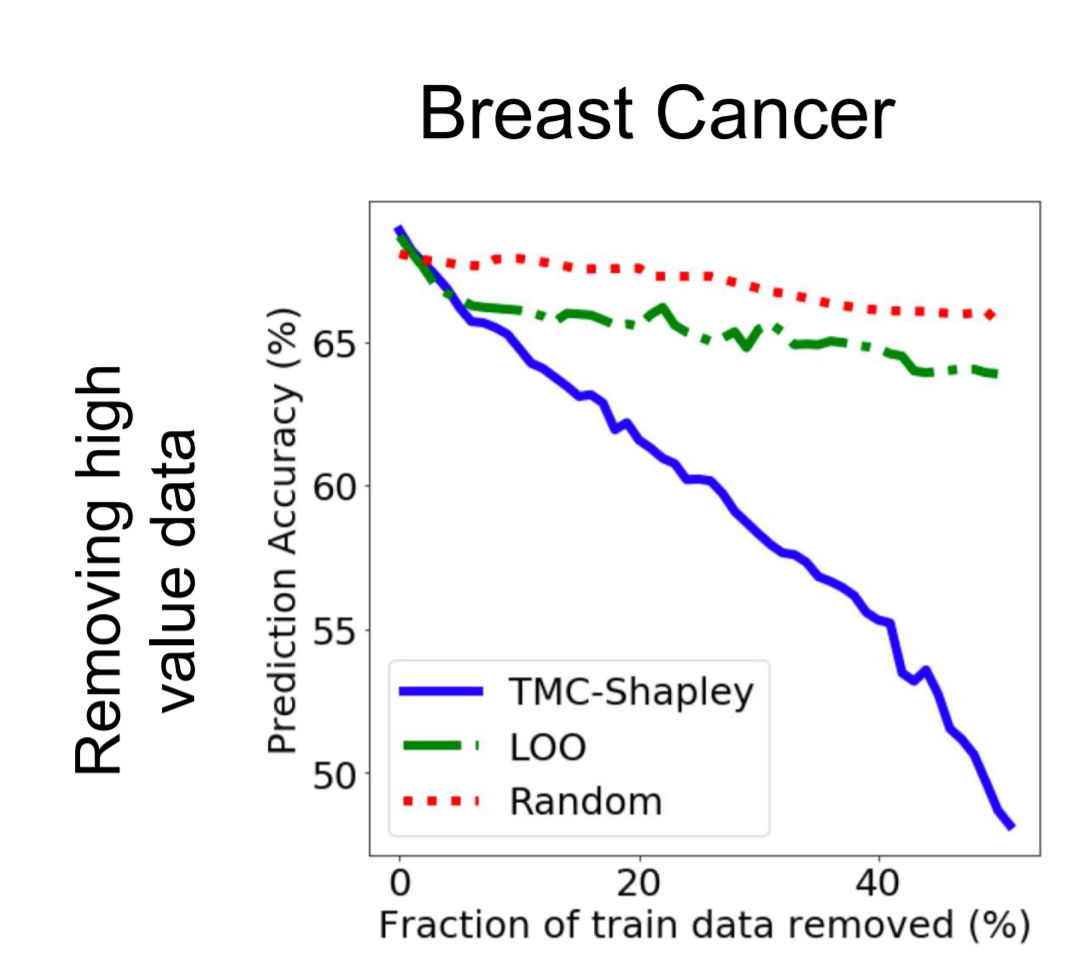 Breast Cancer
Removing high
value data
Prediction Accuracy (%)
65
60
55
50
TMC-Shapley
LOO
Random
0 20 40
Fraction of train data removed (%)